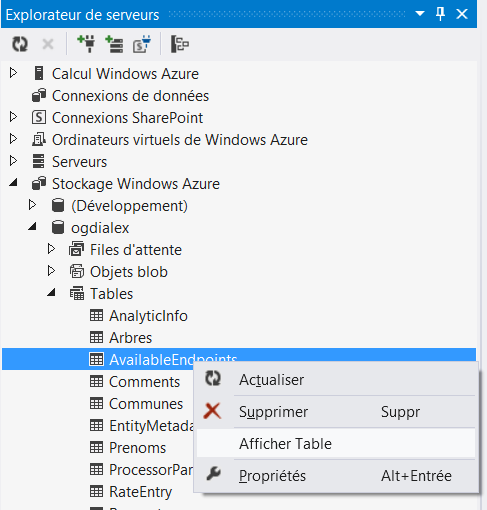 Explorateur de serveurs
Calcul Windows Azure
Connexions de données
Connexions SharePoint
Ordinateurs virtuels de Windows Azure
Serveurs
Stockage Windows Azure
(Développement)
ogdialex
Files d'attente
Objets blob
Tables
AnalyticInfo
Arbres
AvailableEndpoints
Comments
Actualiser
Communes
Supprimer Suppr
EntityMetada
Prenoms
Afficher Table
ProcessorPar
RateEntry
Propriétés Alt+Entrée